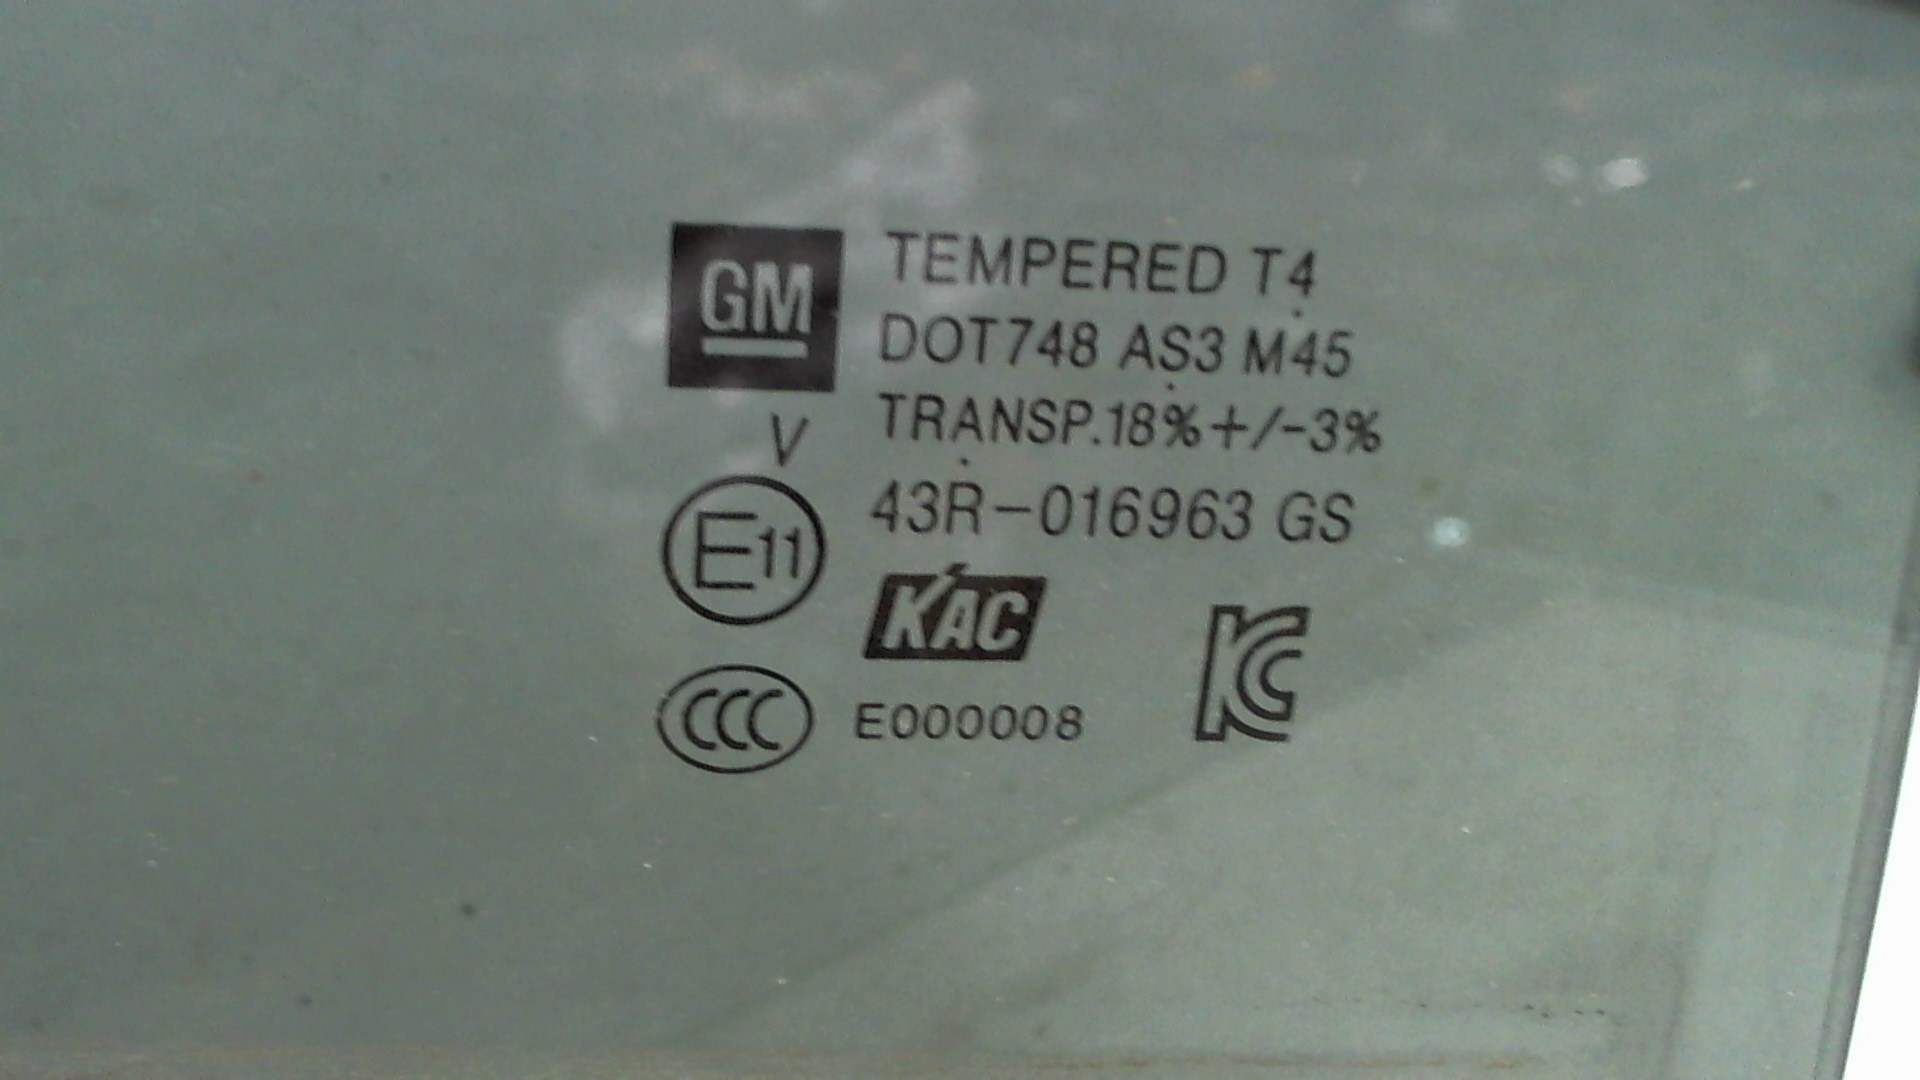 GM
TEMPERED T4
DOT748 AS3 M45
TRANSP.18%+/-3%
V
43R-016963 GS
E11
KAC
CCC
E000008
KC